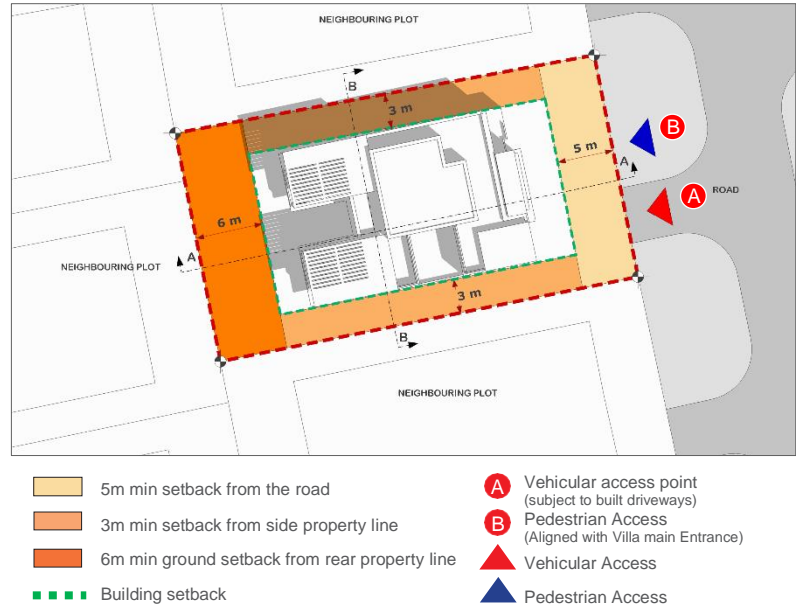 NEIGHBOURING PLOT
NEIGHBOURING PLOT
B
3 m
B
5 m
A
A
ROAD
6 m
A
NEIGHBOURING PLOT
3 m
B
NEIGHBOURING PLOT
5m min setback from the road
3m min setback from side property line
6m min ground setback from rear property line
Building setback
A Vehicular access point
(subject to built driveways)
B Pedestrian Access
(Aligned with Villa main Entrance)
Vehicular Access
Pedestrian Access